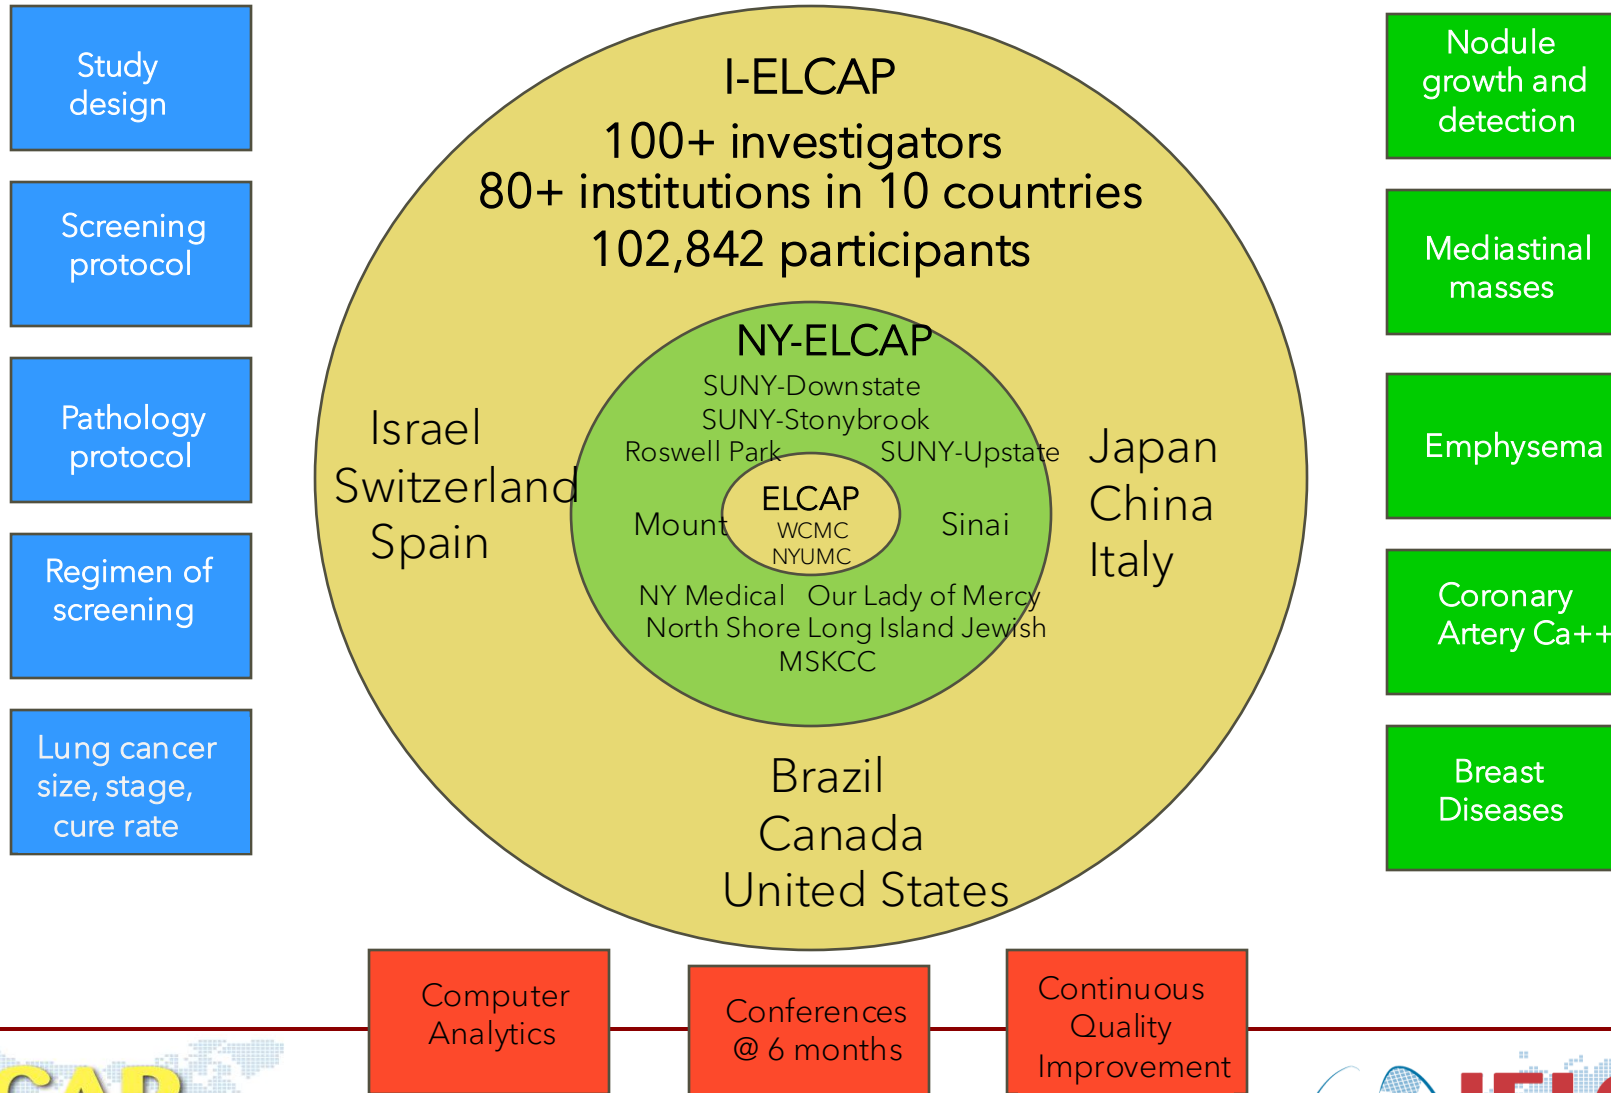 Study
design
Screening
protocol
Pathology
protocol
Regimen of
screening
Lung cancer
size, stage,
cure rate
I-ELCAP
100+ investigators
80+ institutions in 10 countries
102,842 participants
NY-ELCAP
SUNY-Downstate
SUNY-Stonybrook
Roswell Park SUNY-Upstate
ELCAP
WCMC
NYUMC
Mount Sinai
NY Medical Our Lady of Mercy
North Shore Long Island Jewish
MSKCC
Israel
Switzerland
Spain
Japan
China
Italy
Brazil
Canada
United States
Nodule
growth and
detection
Mediastinal
masses
Emphysema
Coronary
Artery Ca++
Breast
Diseases
Computer
Analytics
Conferences
@ 6 months
Continuous
Quality
Improvement